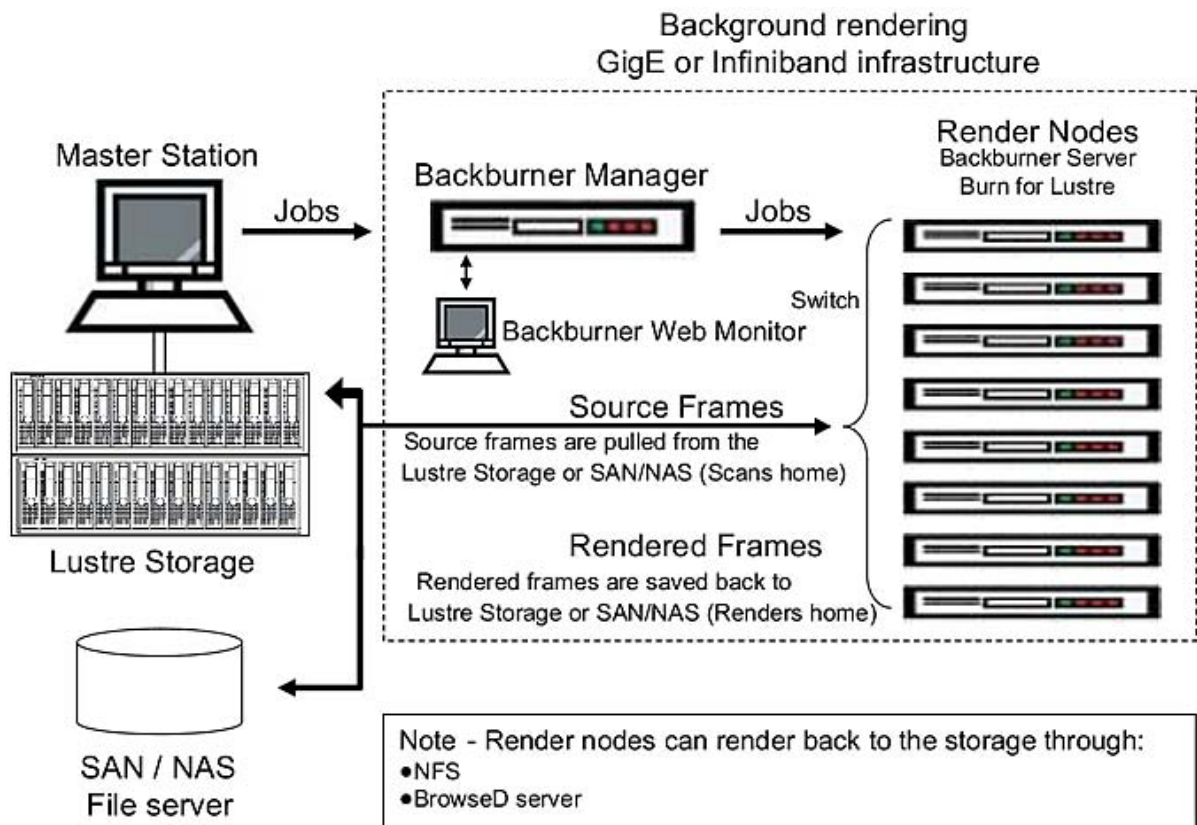 Background rendering
GigE or Infiniband infrastructure
Master Station
Jobs
Backburner Manager
Jobs
Render Nodes
Backburner Server
Burn for Lustre
Switch
Backburner Web Monitor
Source Frames
Source frames are pulled from the
Lustre Storage or SAN/NAS (Scans home)
Rendered Frames
Rendered frames are saved back to
Lustre Storage or SAN/NAS (Renders home)
Lustre Storage
SAN / NAS
File server
Note - Render nodes can render back to the storage through:
●NFS
●BrowseD server